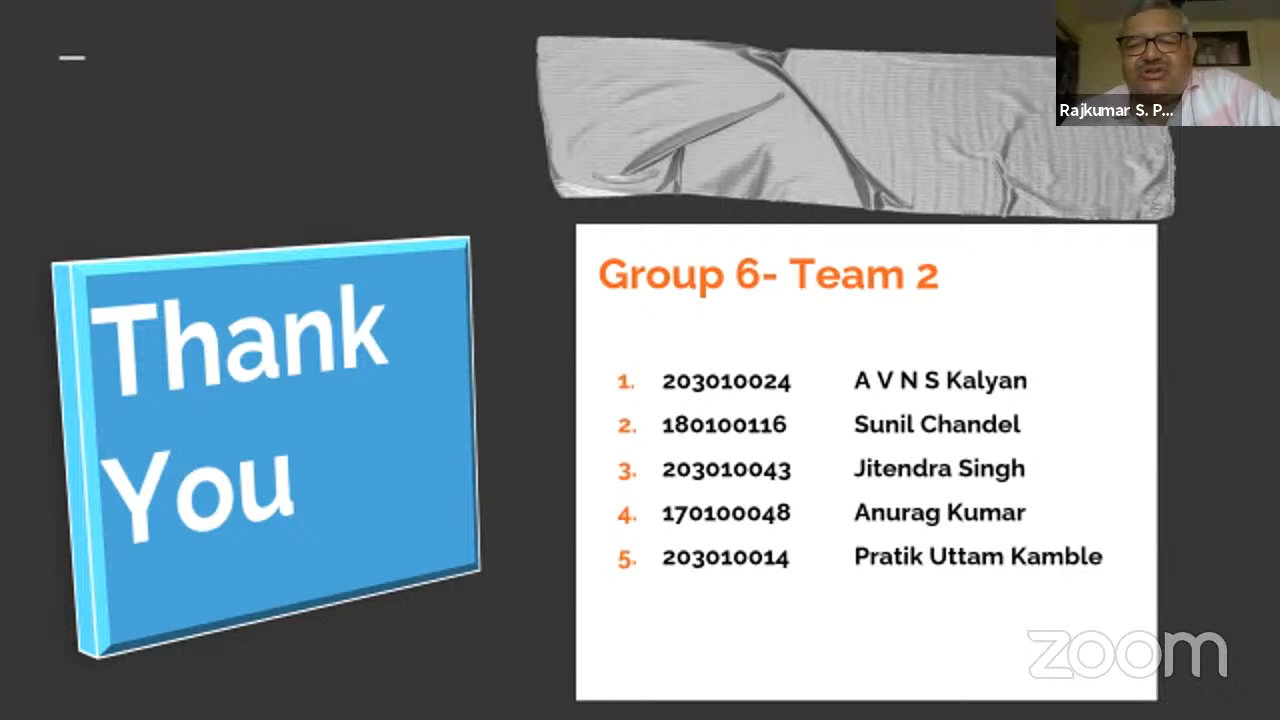 Rajkumar S. P...
Thank
You
Group 6- Team 2
1. 203010024 A V N S Kalyan
2. 180100116 Sunil Chandel
3. 203010043 Jitendra Singh
4. 170100048 Anurag Kumar
5. 203010014 Pratik Uttam Kamble
zoom